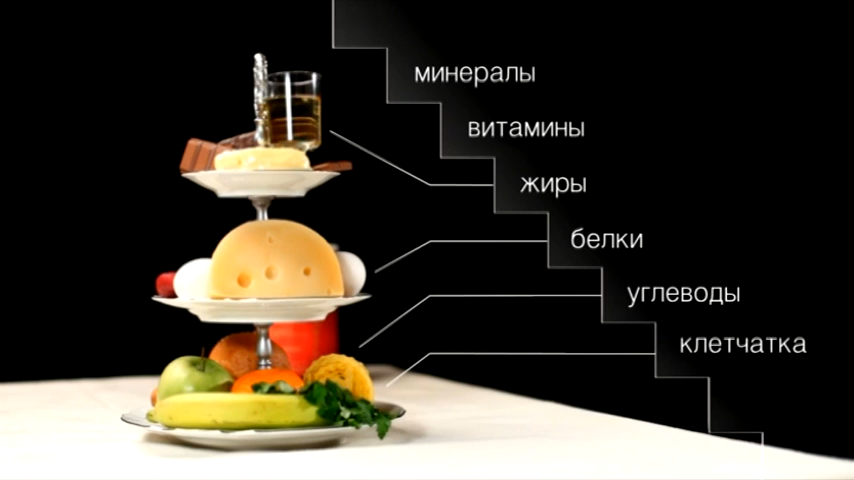 минералы
витамины
жиры
белки
углеводы
клетчатка